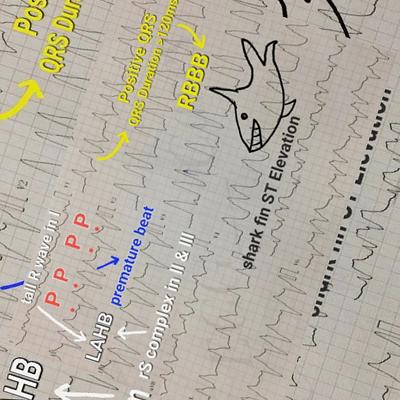 Pos
QRS Dur
Positive QRS
QRS Duration >120ms
RBBB
shark fin ST Elevation
shark fin ST Elevation
V2
tall R wave in I
P P P P
premature beat
LAHB
rS complex in II & III
HB